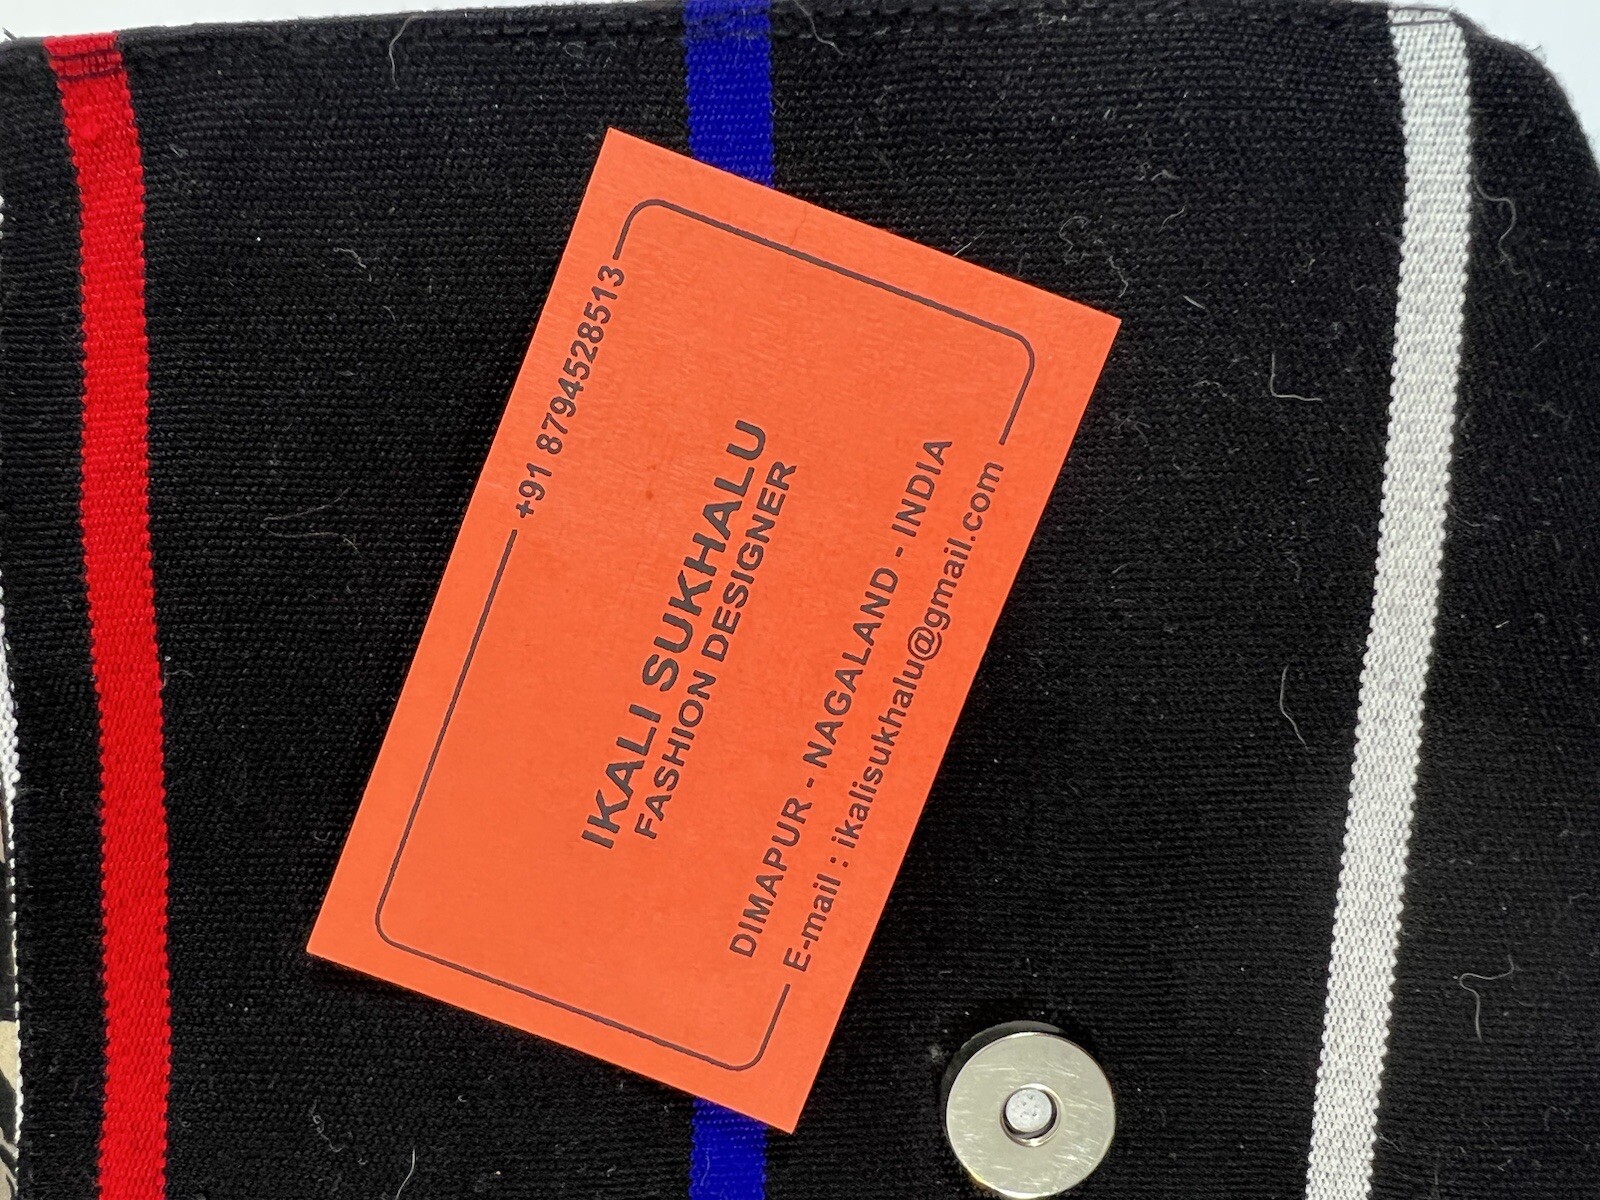 +91 8794528513
IKALI SUKHALU
FASHION DESIGNER
DIMAPUR - NAGALAND - INDIA
E-mail : ikalisukhalu@gmail.com